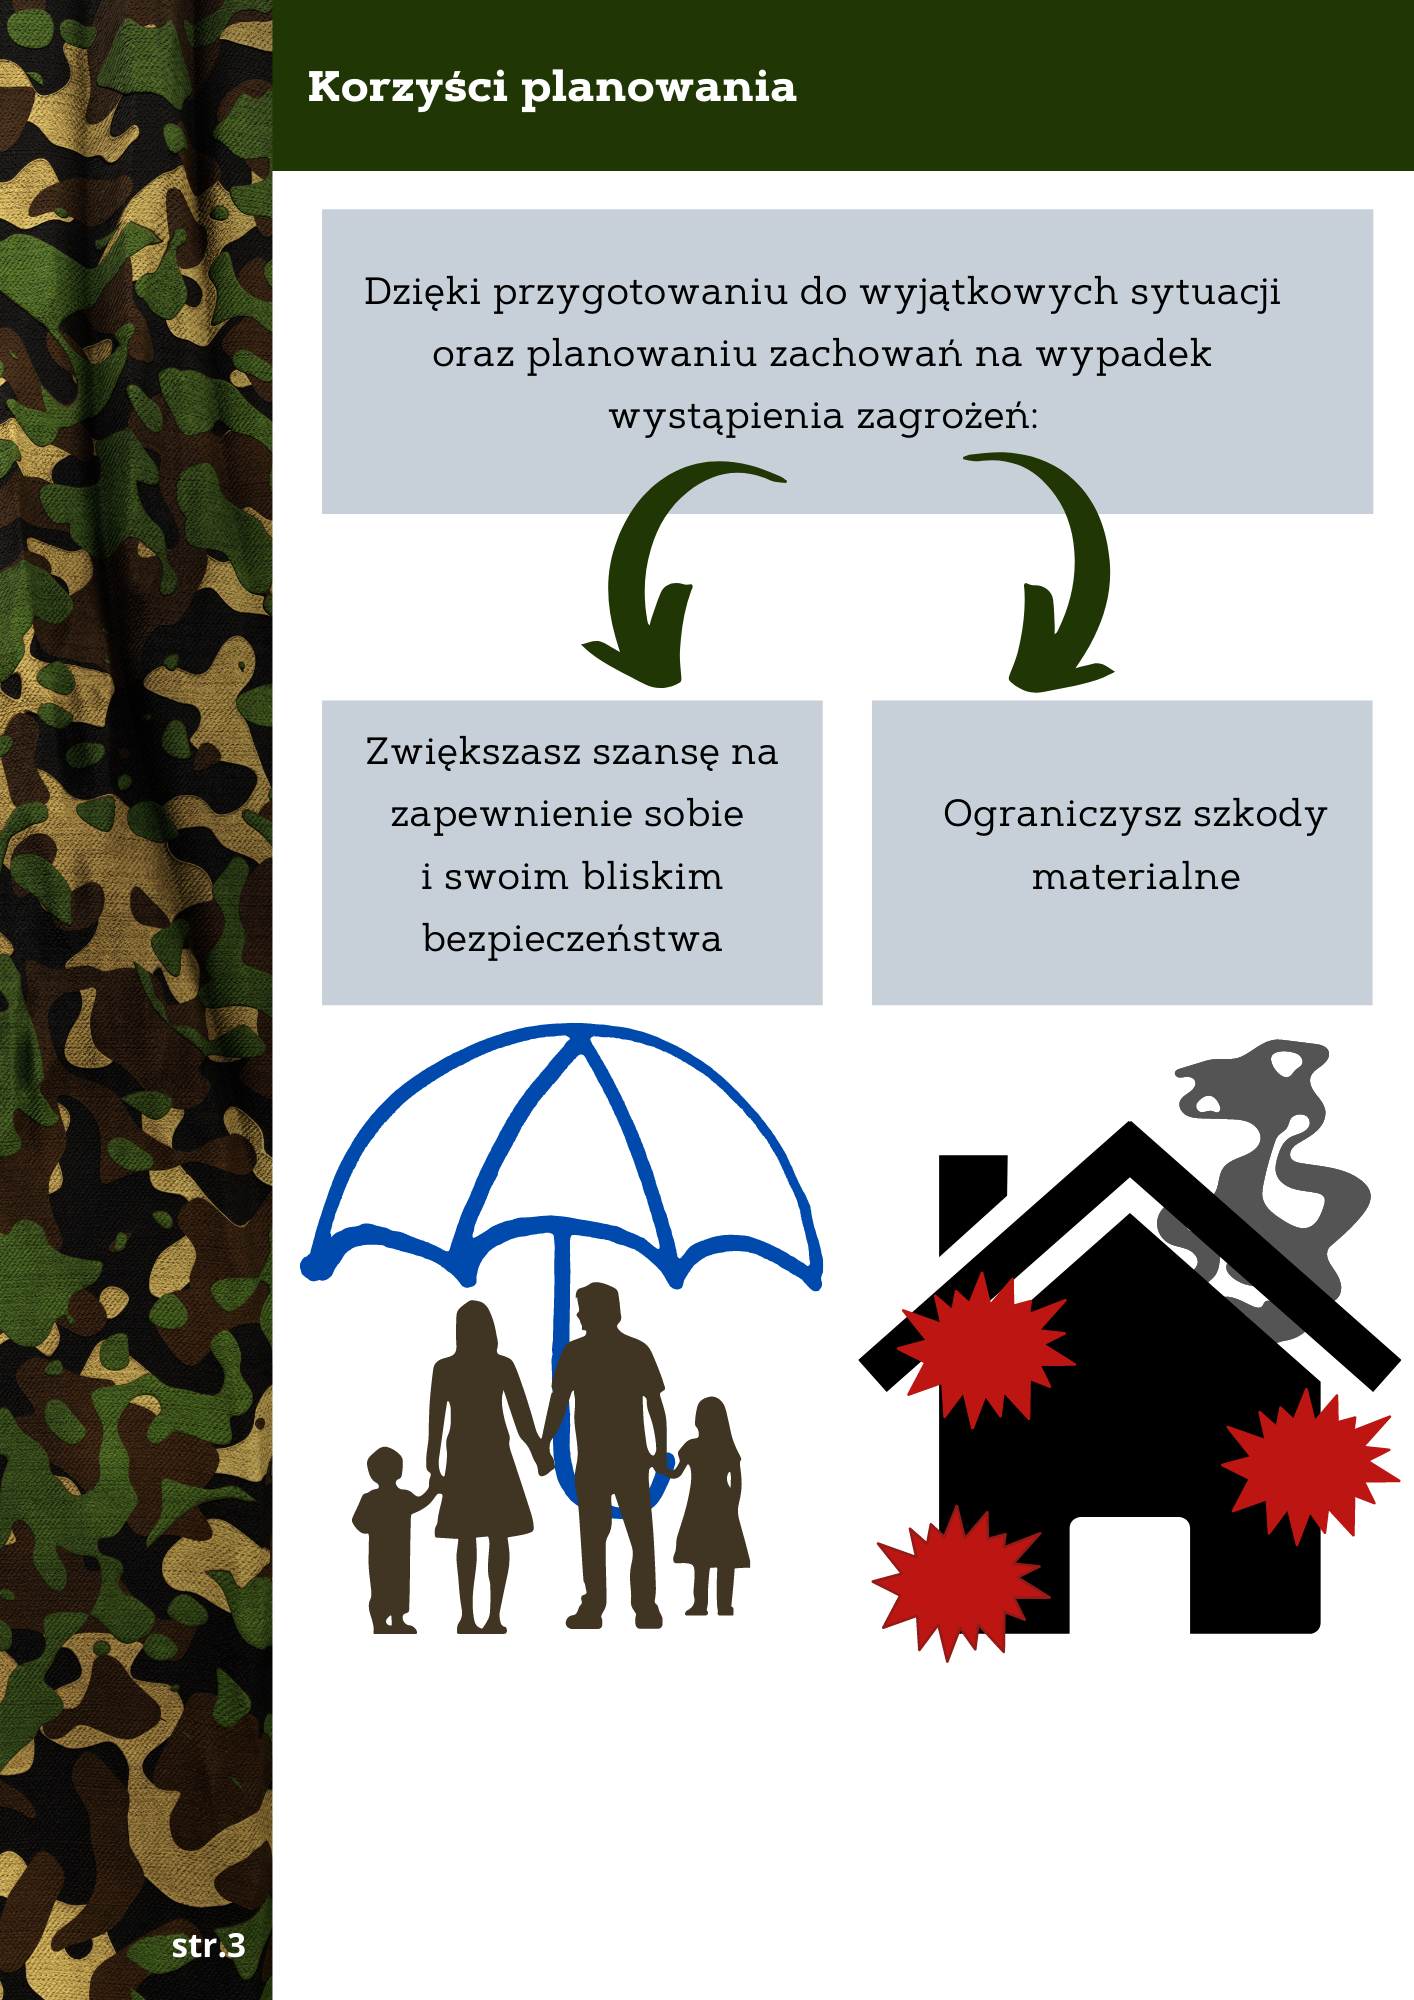 Korzyści planowania
Dzięki przygotowaniu do wyjątkowych sytuacji
oraz planowaniu zachowań na wypadek
wystąpienia zagrożeń:
Zwiększasz szansę na
zapewnienie sobie
i swoim bliskim
bezpieczeństwa
Ograniczysz szkody
materialne
str.3